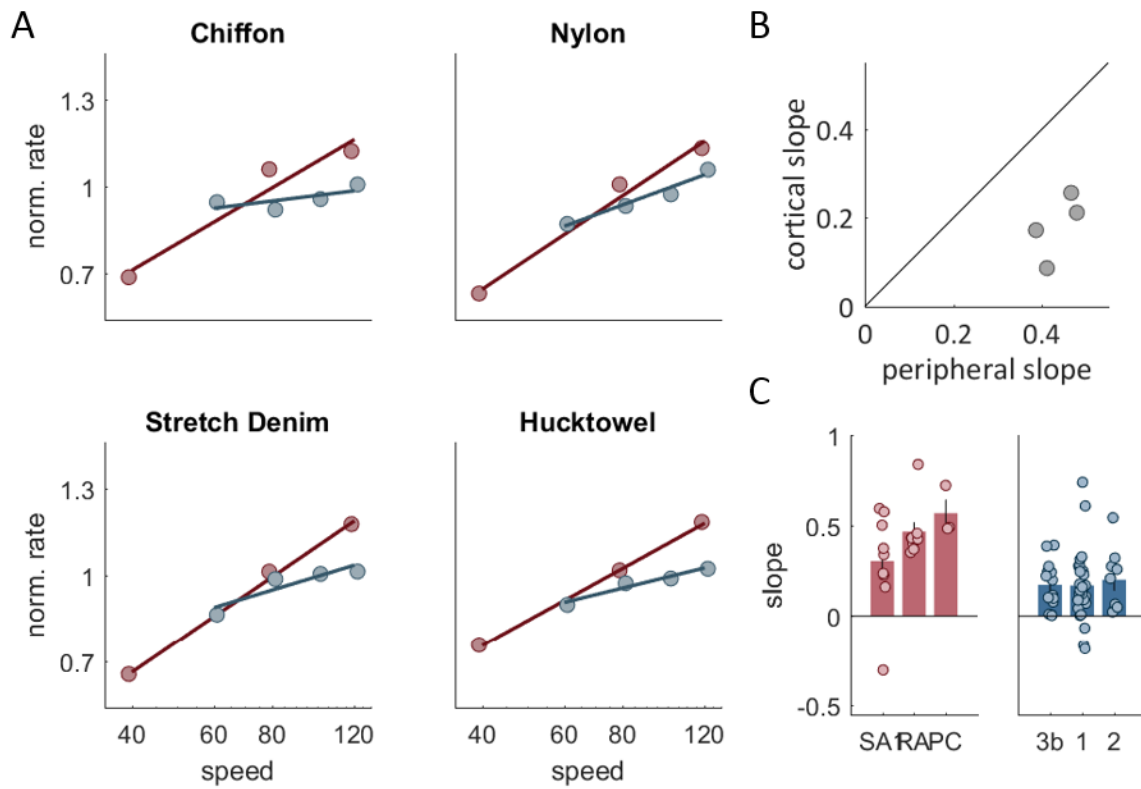 A
Chiffon
Nylon
B
norm. rate
1.3
1
0.7
cortical slope
0.4
0.2
0
0 0.2 0.4
peripheral slope
Stretch Denim
Hucktowel
C
norm. rate
1.3
1
0.7
40 60 80 120
speed
40 60 80 120
speed
slope
1
0.5
0
-0.5
SA1 RA PC
3b 1 2